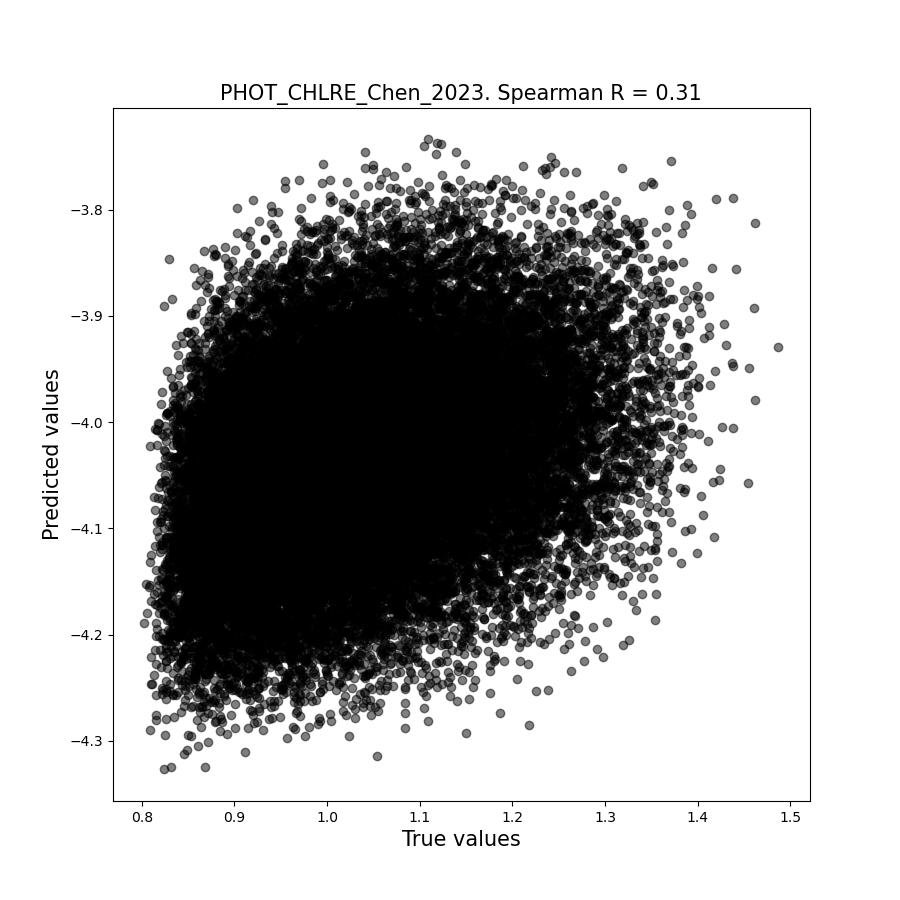 PHOT_CHLRE_Chen_2023. Spearman R = 0.31
−3.8
−3.9
−4.0
−4.1
−4.2
−4.3
Predicted values
0.8 0.9 1.0 1.1 1.2 1.3 1.4 1.5
True values